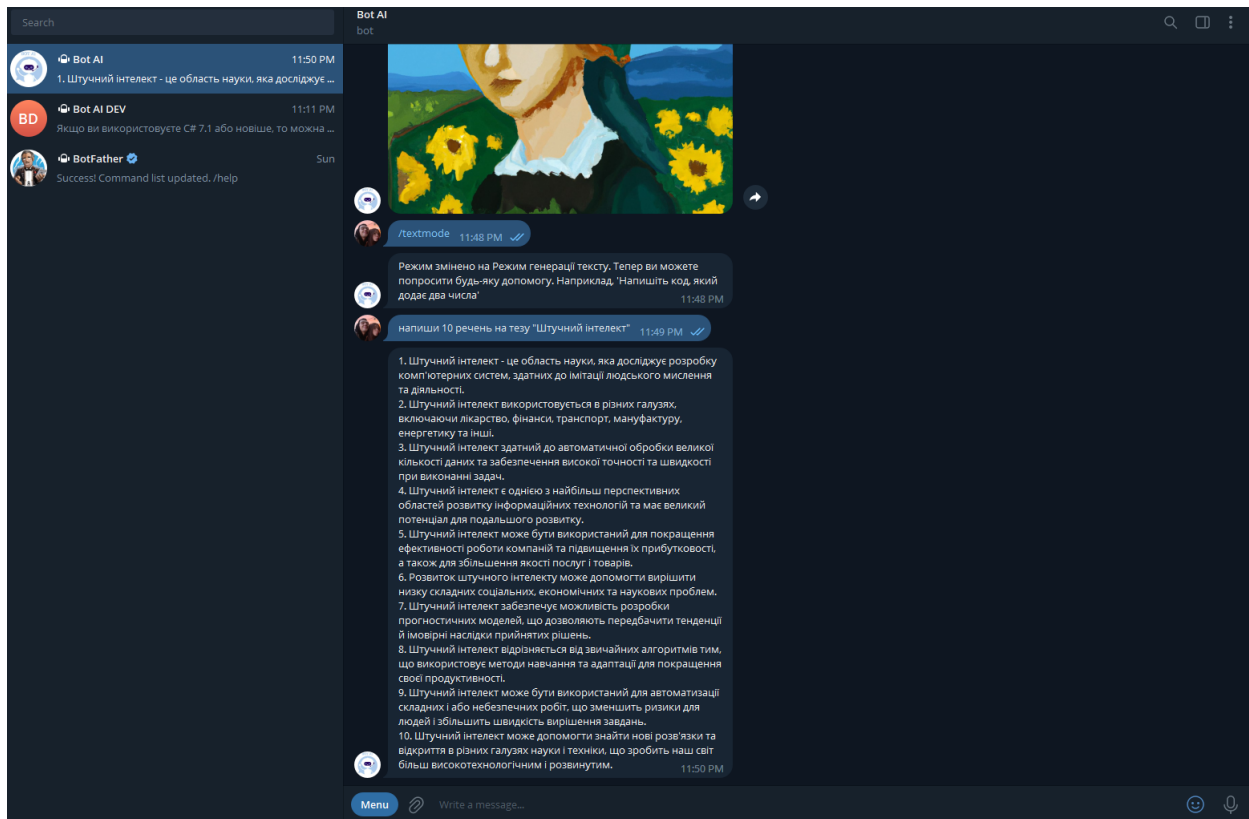 Search
Bot AI
11:50 PM
1. Штучний інтелект - це область науки, яка досліджує ...
BD
Bot AI DEV
11:11 PM
Якщо ви використовуєте C# 7.1 або новіше, то можна ...
BotFather
Sun
Success! Command list updated. /help
Bot AI
bot
/textmode 11:48 PM
Режим змінено на Режим генерації тексту. Тепер ви можете
попросити будь-яку допомогу. Наприклад, 'Напишіть код, який
додає два числа'
11:48 PM
напиши 10 речень на тезу "Штучний інтелект" 11:49 PM
1. Штучний інтелект - це область науки, яка досліджує розробку
комп'ютерних систем, здатних до імітації людського мислення
та діяльності.
2. Штучний інтелект використовується в різних галузях,
включаючи лікарство, фінанси, транспорт, мануфактуру,
енергетику та інші.
3. Штучний інтелект здатний до автоматичної обробки великої
кількості даних та забезпечення високої точності та швидкості
при виконанні задач.
4. Штучний інтелект є однією з найбільш перспективних
областей розвитку інформаційних технологій та має великий
потенціал для подальшого розвитку.
5. Штучний інтелект може бути використаний для покращення
ефективності роботи компаній та підвищення їх прибутковості,
а також для збільшення якості послуг і товарів.
6. Розвиток штучного інтелекту може допомогти вирішити
низку складних соціальних, економічних та наукових проблем.
7. Штучний інтелект забезпечує можливість розробки
прогностичних моделей, що дозволяють передбачити тенденції
й імовірні наслідки прийнятих рішень.
8. Штучний інтелект відрізняється від звичайних алгоритмів тим,
що використовує методи навчання та адаптації для покращення
своєї продуктивності.
9. Штучний інтелект може бути використаний для автоматизації
складних і або небезпечних робіт, що зменшить ризики для
людей і збільшить швидкість вирішення завдань.
10. Штучний інтелект може допомогти знайти нові розв'язки та
відкриття в різних галузях науки і техніки, що зробить наш світ
більш високотехнологічним і розвинутим.
11:50 PM
Menu
Write a message...